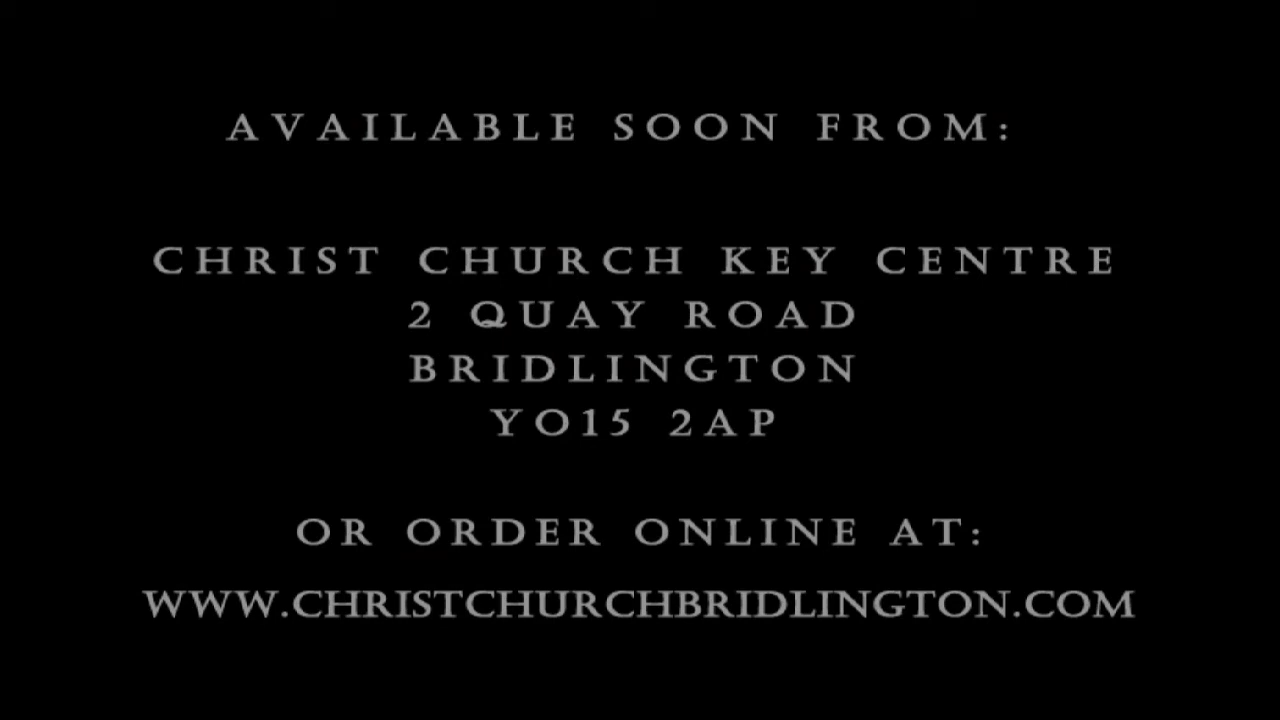 AVAILABLE SOON FROM:
CHRIST CHURCH KEY CENTRE
2 QUAY ROAD
BRIDLINGTON
YO15 2AP
OR ORDER ONLINE AT:
WWW.CHRISTCHURCHBRIDLINGTON.COM